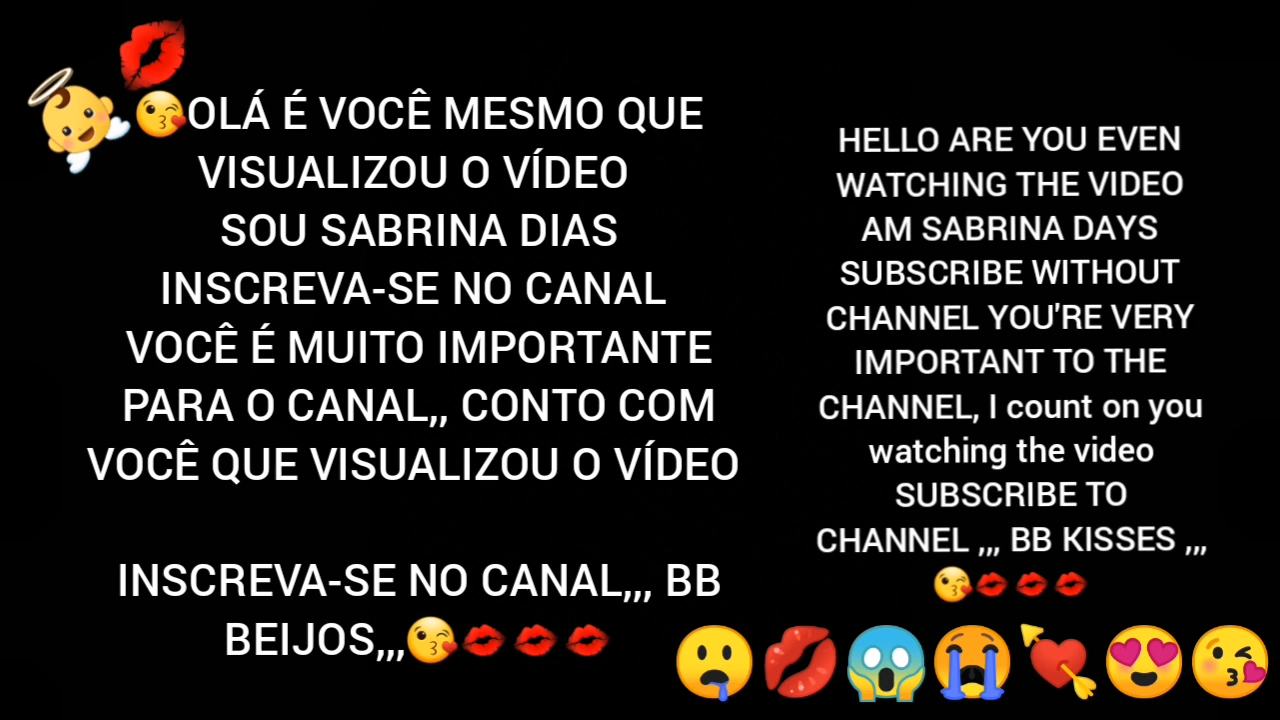 OLÁ É VOCÊ MESMO QUE
VISUALIZOU O VÍDEO
SOU SABRINA DIAS
INSCREVA-SE NO CANAL
VOCÊ É MUITO IMPORTANTE
PARA O CANAL,, CONTO COM
VOCÊ QUE VISUALIZOU O VÍDEO
INSCREVA-SE NO CANAL,,, BB
BEIJOS,,,
HELLO ARE YOU EVEN
WATCHING THE VIDEO
AM SABRINA DAYS
SUBSCRIBE WITHOUT
CHANNEL YOU'RE VERY
IMPORTANT TO THE
CHANNEL, I count on you
watching the video
SUBSCRIBE TO
CHANNEL ,,, BB KISSES ,,,